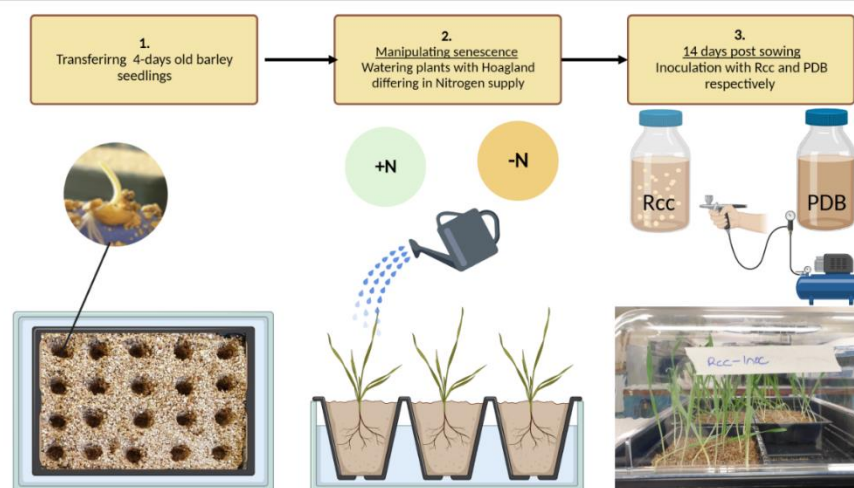 1.
Transferirng 4-days old barley
seedlings
2.
Manipulating senescence
Watering plants with Hoagland
differing in Nitrogen supply
3.
14 days post sowing
Inoculation with Rcc and PDB
respectively
+N
-N
Rcc
PDB
Rcc-Inoc